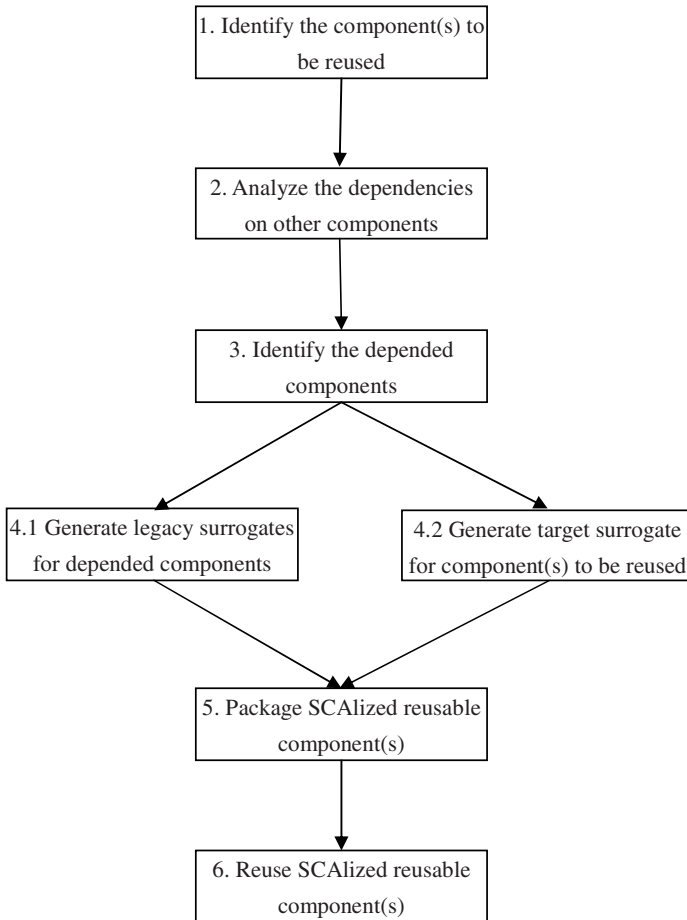 1. Identify the component(s) to
be reused
2. Analyze the dependencies
on other components
3. Identify the depended
components
4.1 Generate legacy surrogates
for depended components
4.2 Generate target surrogate
for component(s) to be reused
5. Package SCAlized reusable
component(s)
6. Reuse SCAlized reusable
component(s)